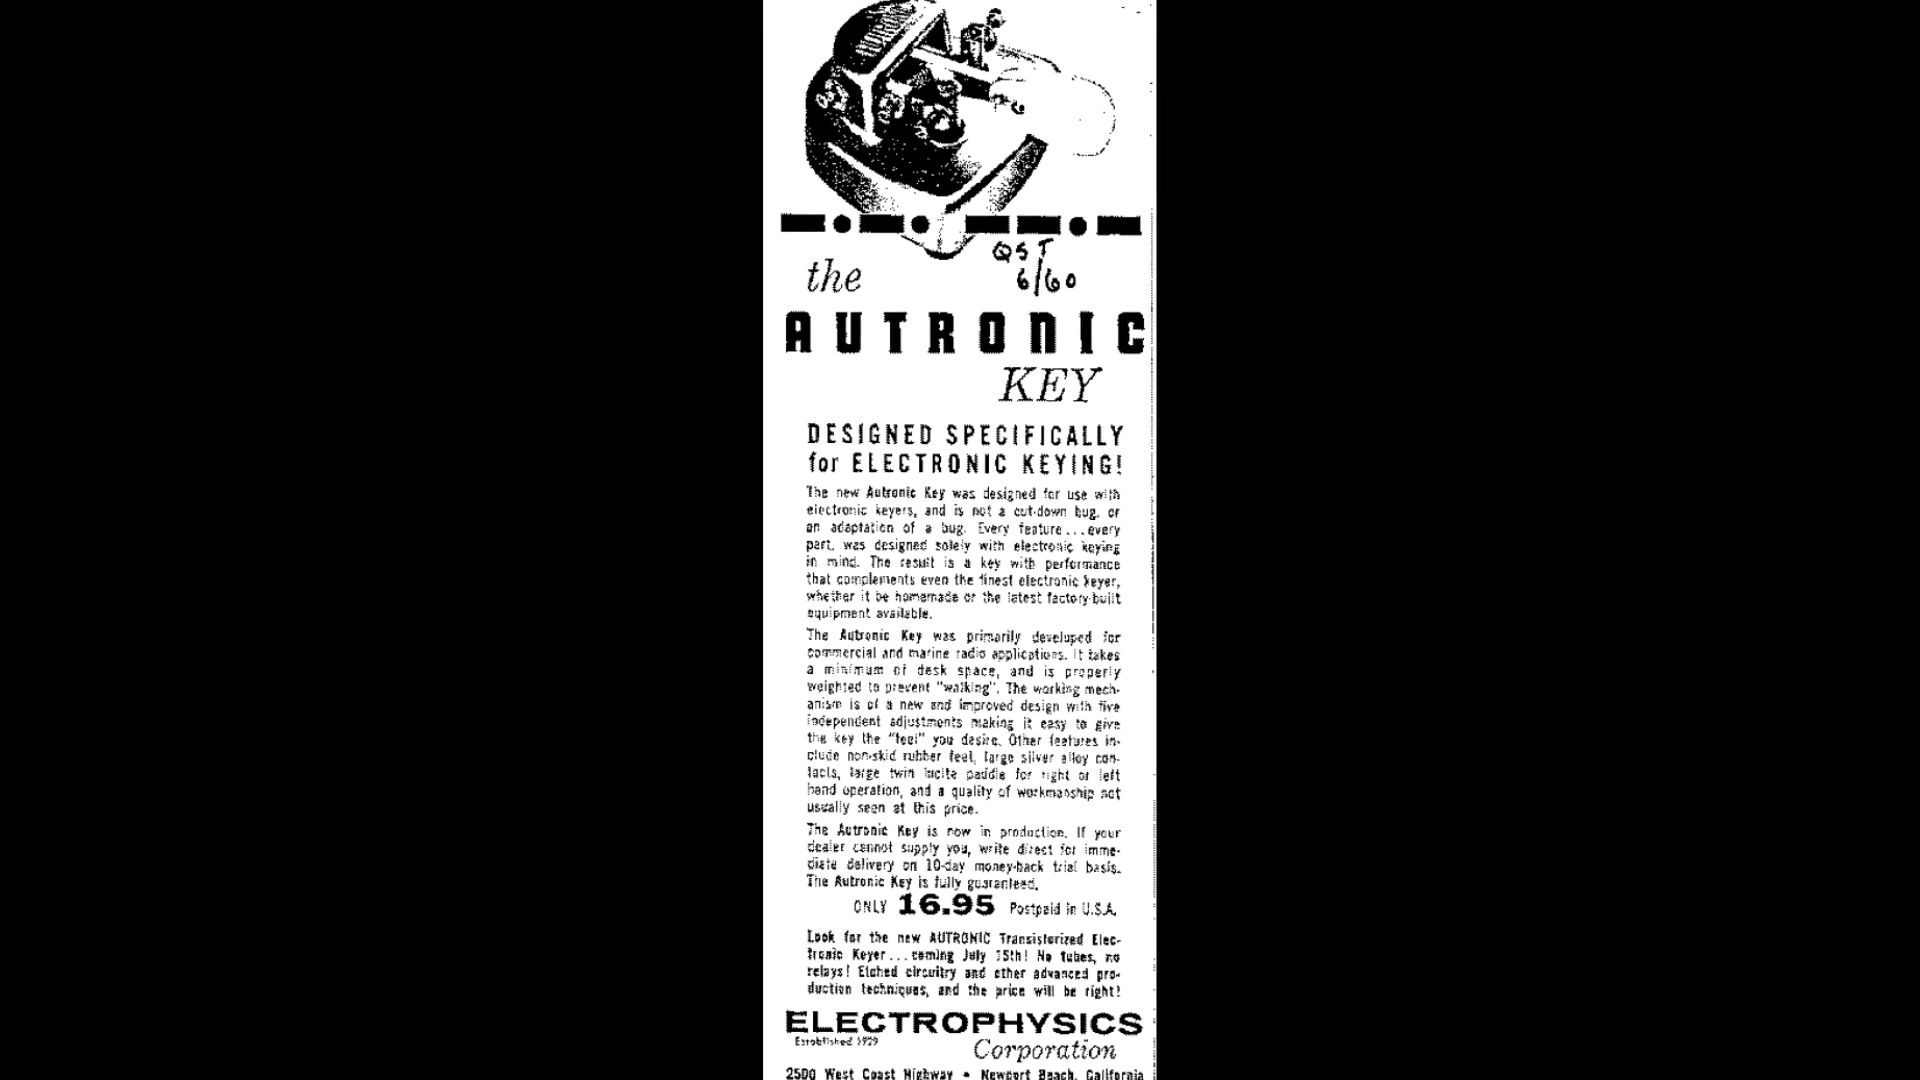 the
QST
6/60
AUTRONIC
KEY
DESIGNED SPECIFICALLY
for ELECTRONIC KEYING!
The new Autronic Key was designed for use with
electronic keyers, and is not a cut-down bug, or
an adaptation of a bug. Every feature...every
part, was designed solely with electronic keying
in mind. The result is a key with performance
that complements even the finest electronic keyer,
whether it be homemade or the latest factory-built
equipment available.
The Autronic Key was primarily developed for
commercial and marine radio applications. It takes
a minimum of desk space, and is properly
weighted to prevent "walking". The working mech-
anism is of a new and improved design with five
independent adjustments making it easy to give
the key the "feel" you desire. Other features in-
clude non-skid rubber feet, large silver alloy con-
tacts, large twin lucite paddle for right or left
hand operation, and a quality of workmanship not
usually seen at this price.
The Autronic Key is now in production. If your
dealer cannot supply you, write direct for imme-
diate delivery on 10-day money-back trial basis.
The Autronic Key is fully guaranteed.
ONLY 16.95 Postpaid in U.S.A.
Look for the new AUTRONIC Transistorized Elec-
tronic Keyer...coming July 15th! No tubes, no
relays! Etched circuitry and other advanced pro-
duction techniques, and the price will be right!
ELECTROPHYSICS
Established 1929
Corporation
2500 West Coast Highway • Newport Beach, California